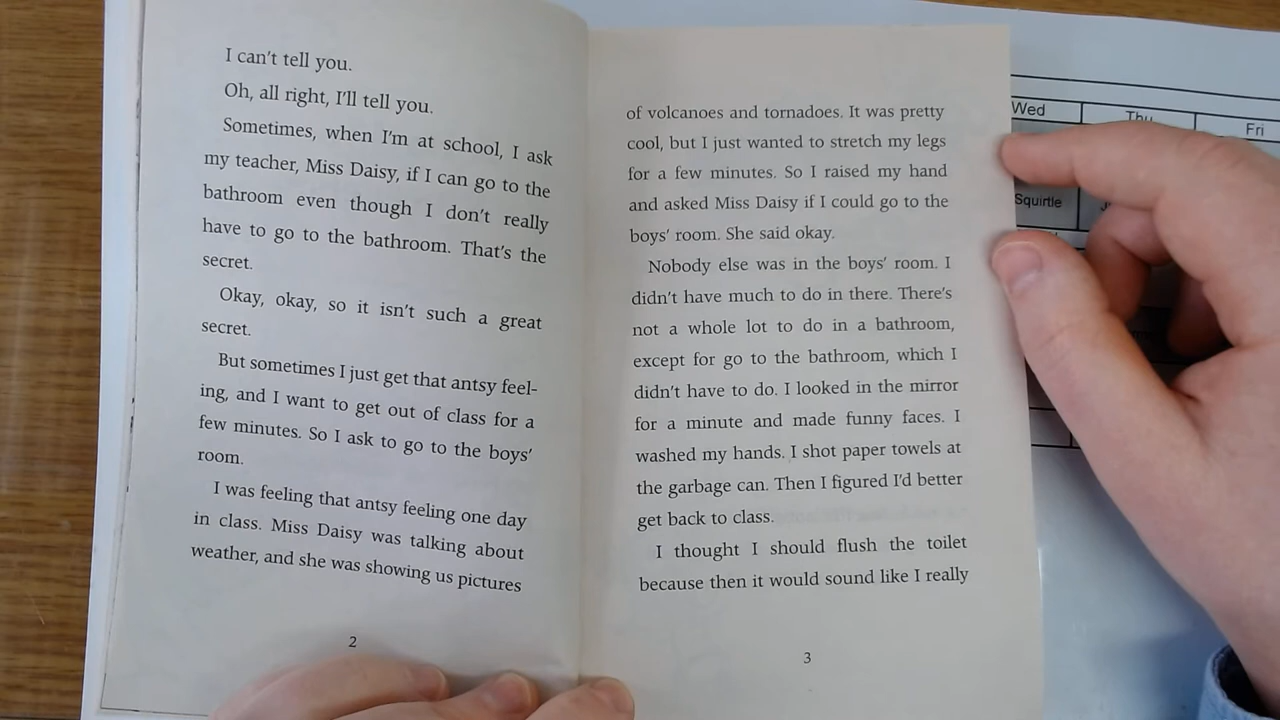 I can't tell you.
Oh, all right, I'll tell you.
Sometimes, when I'm at school, I ask
my teacher, Miss Daisy, if I can go to the
bathroom even though I don't really
have to go to the bathroom. That's the
secret.
Okay, okay, so it isn't such a great
secret.
But sometimes I just get that antsy feel-
ing, and I want to get out of class for a
few minutes. So I ask to go to the boys'
room.
I was feeling that antsy feeling one day
in class. Miss Daisy was talking about
weather, and she was showing us pictures
2
of volcanoes and tornadoes. It was pretty
cool, but I just wanted to stretch my legs
for a few minutes. So I raised my hand
and asked Miss Daisy if I could go to the
boys' room. She said okay.
Nobody else was in the boys' room. I
didn't have much to do in there. There's
not a whole lot to do in a bathroom,
except for go to the bathroom, which I
didn't have to do. I looked in the mirror
for a minute and made funny faces. I
washed my hands. I shot paper towels at
the garbage can. Then I figured I'd better
get back to class.
I thought I should flush the toilet
because then it would sound like I really
3
Wed
Thu
Fri
Squirtle